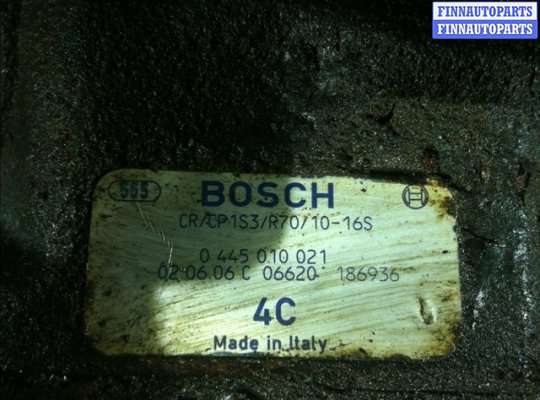 FINNAUTOPARTS
FINNAUTOPARTS
555 BOSCH
CR/CP1S3/R70/10-16S
0 445 010 021
02.06.06 C 06620 186936
4C
Made in Italy